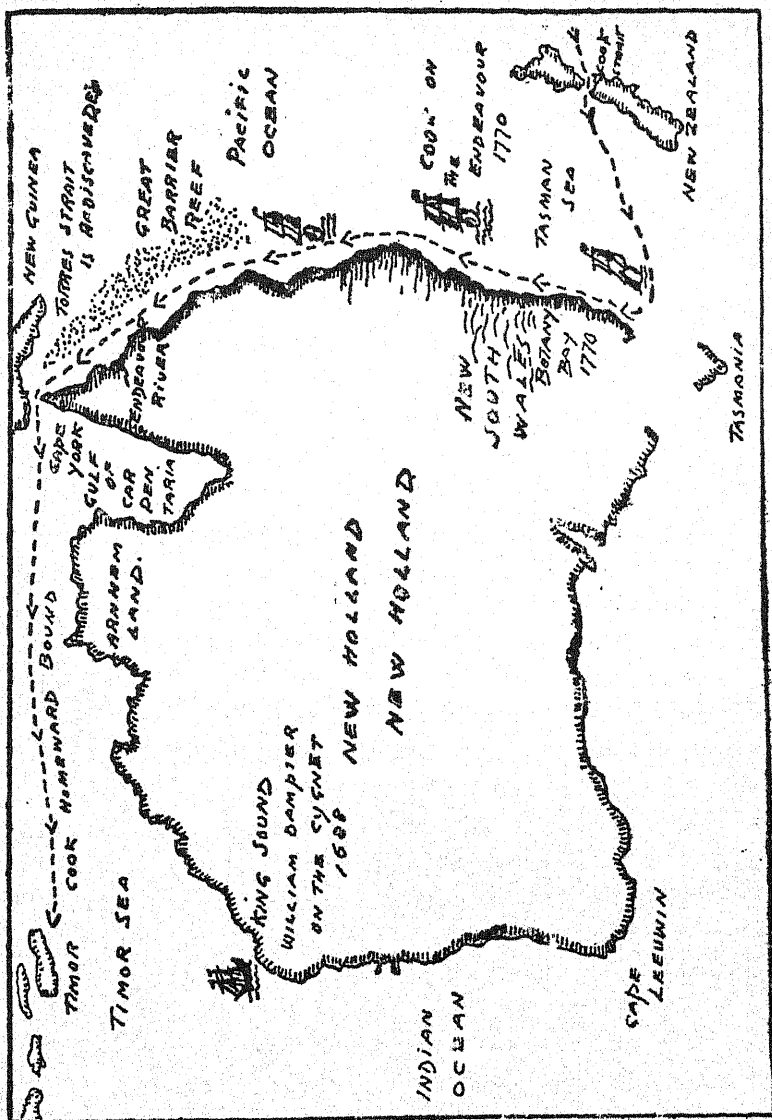 NEW GUINEA
TORRES STRAIT
IS REDISCOVERED
GREAT
BARRIER
REEF
PACIFIC
OCEAN
COOK ON
THE
ENDEAVOUR
1770
TASMAN
SEA
COOK
STRAIT
NEW ZEALAND
CAPE
YORK
GULF
OF
CAR
PEN
TARIA
ENDEAVOUR
RIVER
NEW
SOUTH
WALES
BOTANY
BAY
1770
TASMANIA
ARNHEM
LAND.
TIMOR
COOK HOMEWARD BOUND
TIMOR SEA
KING SOUND
WILLIAM DAMPIER
ON THE CYGNET
1688
NEW HOLLAND
NEW HOLLAND
INDIAN
OCEAN
CAPE
LEEUWIN